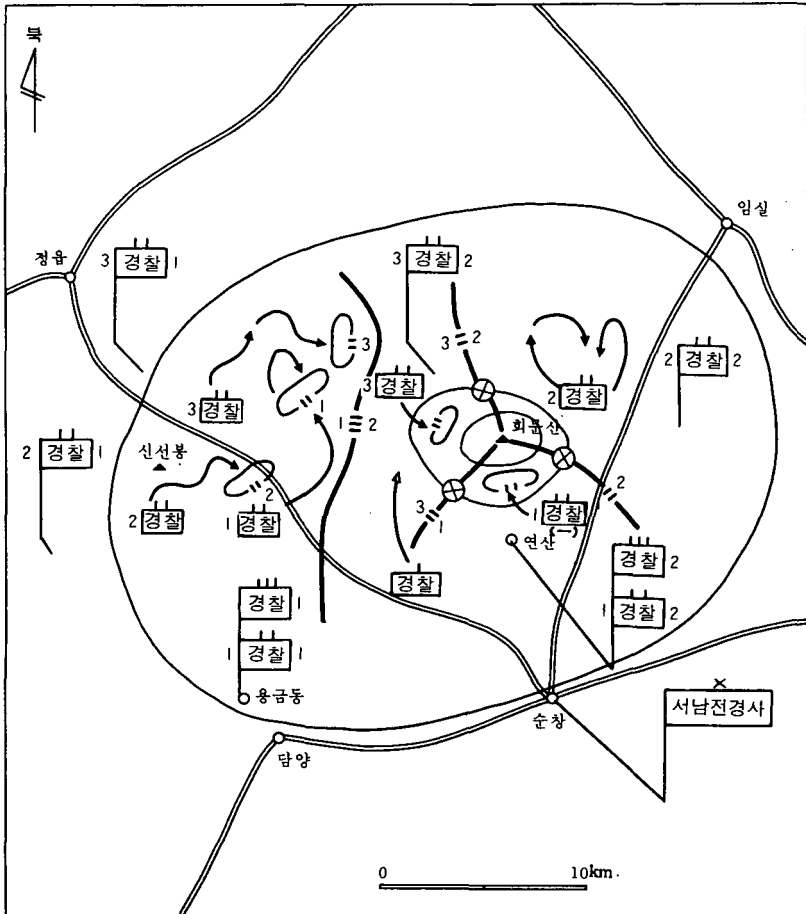 북
임실
정읍
3 경찰 1
3 경찰 2
3
2
3
3 경찰
1
1
2
3 경찰
2 경찰
2 경찰 2
회문산
2 경찰 1
신선봉
2
2 경찰
1 경찰
3
1
1 경찰
(一)
2
연산
경찰
경찰 2
1 경찰 2
경찰 1
1 경찰 1
용금동
순창
서남전경사
담양
0 10km.